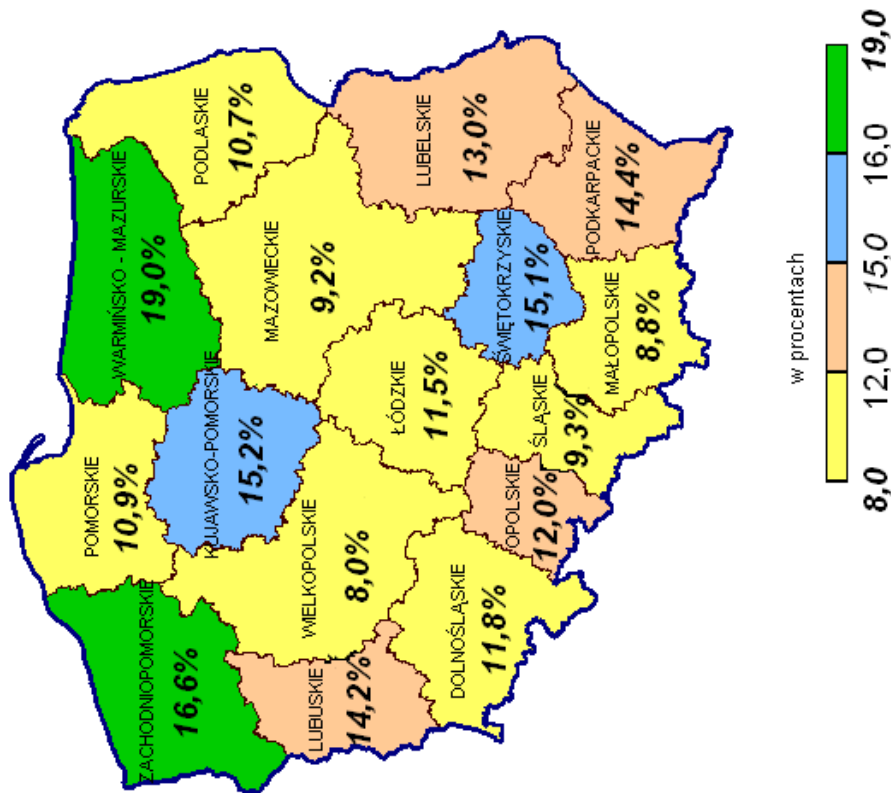 POMORSKIE
10,9%
WARMIŃSKO - MAZURSKIE
19,0%
PODLASKIE
10,7%
ZACHODNIOPOMORSKIE
16,6%
KUJAWSKO-POMORSKIE
15,2%
MAZOWIECKIE
9,2%
LUBUSKIE
14,2%
WIELKOPOLSKIE
8,0%
ŁÓDZKIE
11,5%
LUBELSKIE
13,0%
DOLNOŚLĄSKIE
11,8%
OPOLSKIE
12,0%
ŚLĄSKIE
9,3%
ŚWIĘTOKRZYSKIE
15,1%
MAŁOPOLSKIE
8,8%
PODKARPACKIE
14,4%
w procentach
8,0 12,0 15,0 16,0 19,0